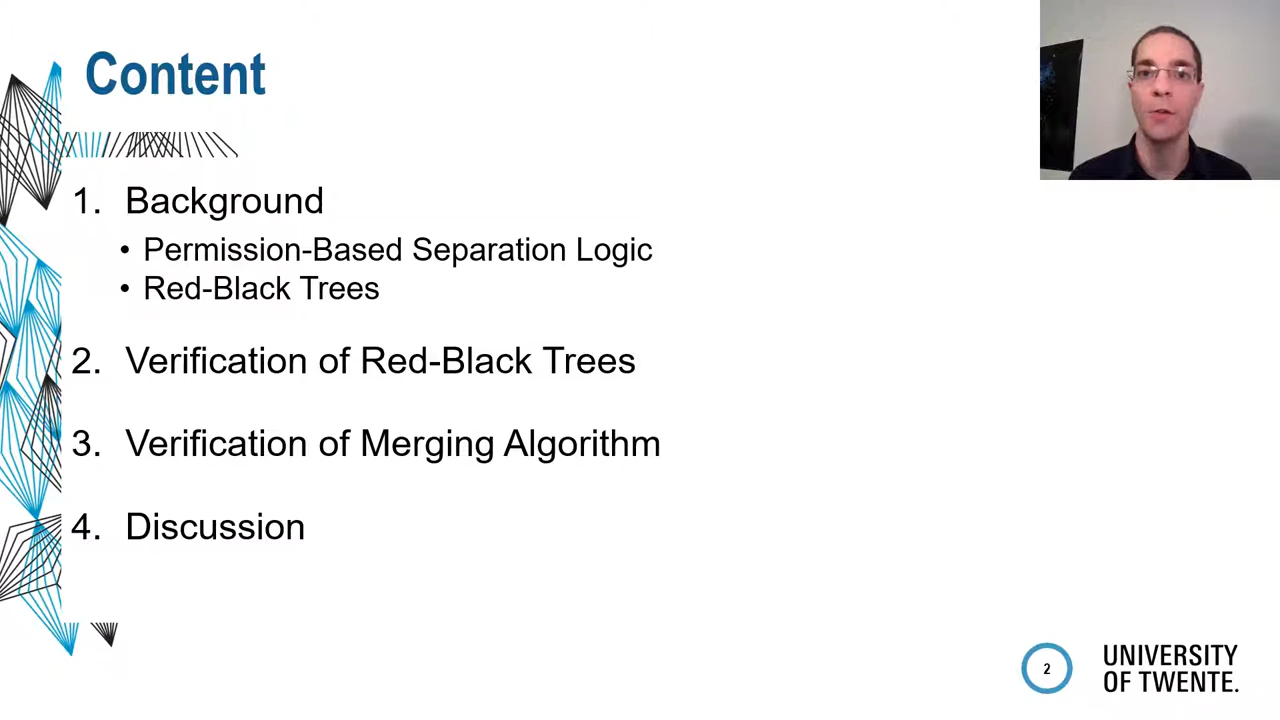 Content
1. Background
• Permission-Based Separation Logic
• Red-Black Trees
2. Verification of Red-Black Trees
3. Verification of Merging Algorithm
4. Discussion
2
UNIVERSITY
OF TWENTE.